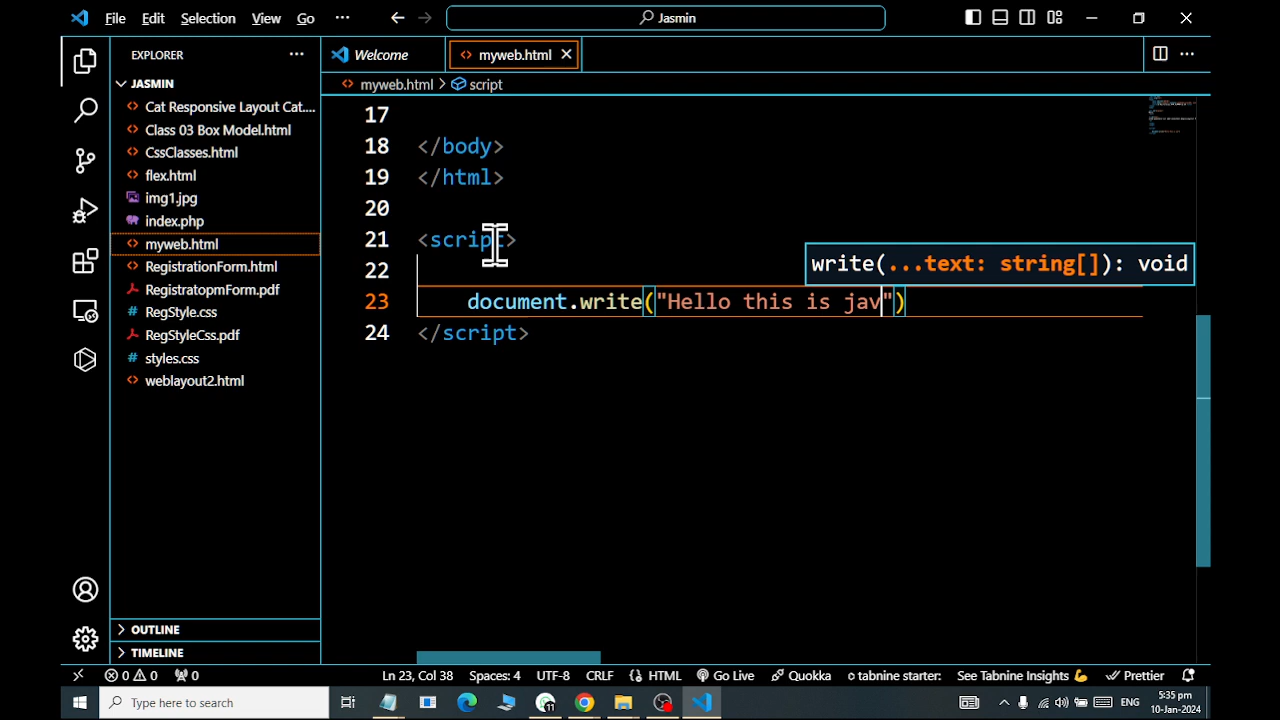 File Edit Selection View Go ··· Jasmin
EXPLORER ···
Welcome myweb.html
myweb.html > script
JASMIN
Cat Responsive Layout Cat....
Class 03 Box Model.html
CssClasses.html
flex.html
img1.jpg
index.php
myweb.html
RegistrationForm.html
RegistratopmForm.pdf
RegStyle.css
RegStyleCss.pdf
styles.css
weblayout2.html
OUTLINE
TIMELINE
17
18 </body>
19 </html>
20
21 <script>
22
write(...text: string[]): void
23 document.write("Hello this is jav")
24 </script>
0 0 0 Ln 23, Col 38 Spaces: 4 UTF-8 CRLF HTML Go Live Quokka tabnine starter: See Tabnine Insights Prettier
Type here to search 11 ENG 5:35 pm
10-Jan-2024